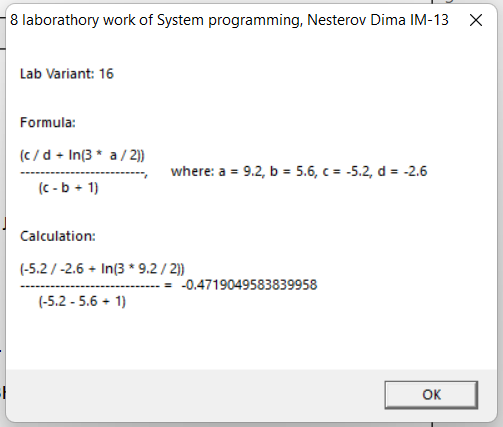 8 laborathory work of System programming, Nesterov Dima IM-13
Lab Variant: 16
Formula:
(c / d + ln(3 *  a / 2))
--------------------------,      where: a = 9.2, b = 5.6, c = -5.2, d = -2.6
(c - b + 1)
Calculation:
(-5.2 / -2.6 + ln(3 * 9.2 / 2))
----------------------------- =  -0.4719049583839958
(-5.2 - 5.6 + 1)
OK